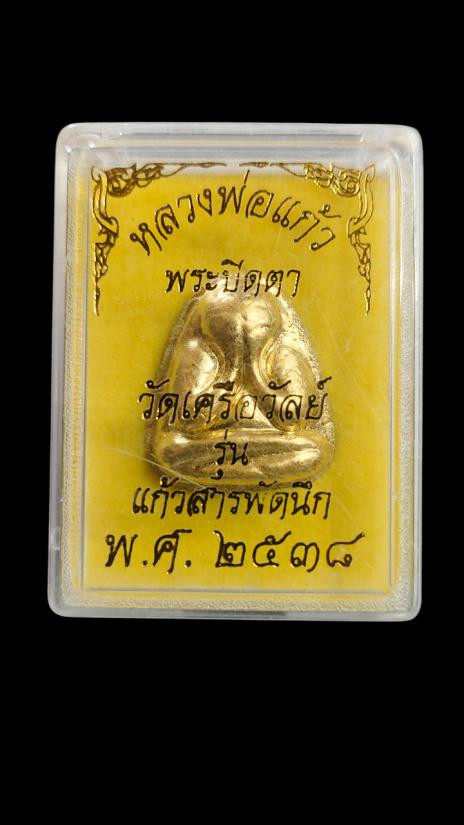 หลวงพ่อแก้ว
พระปิดตา
วัดเครือวัลย์
รุ่น
แก้วสารพัดนึก
พ.ศ. ๒๕๓๘